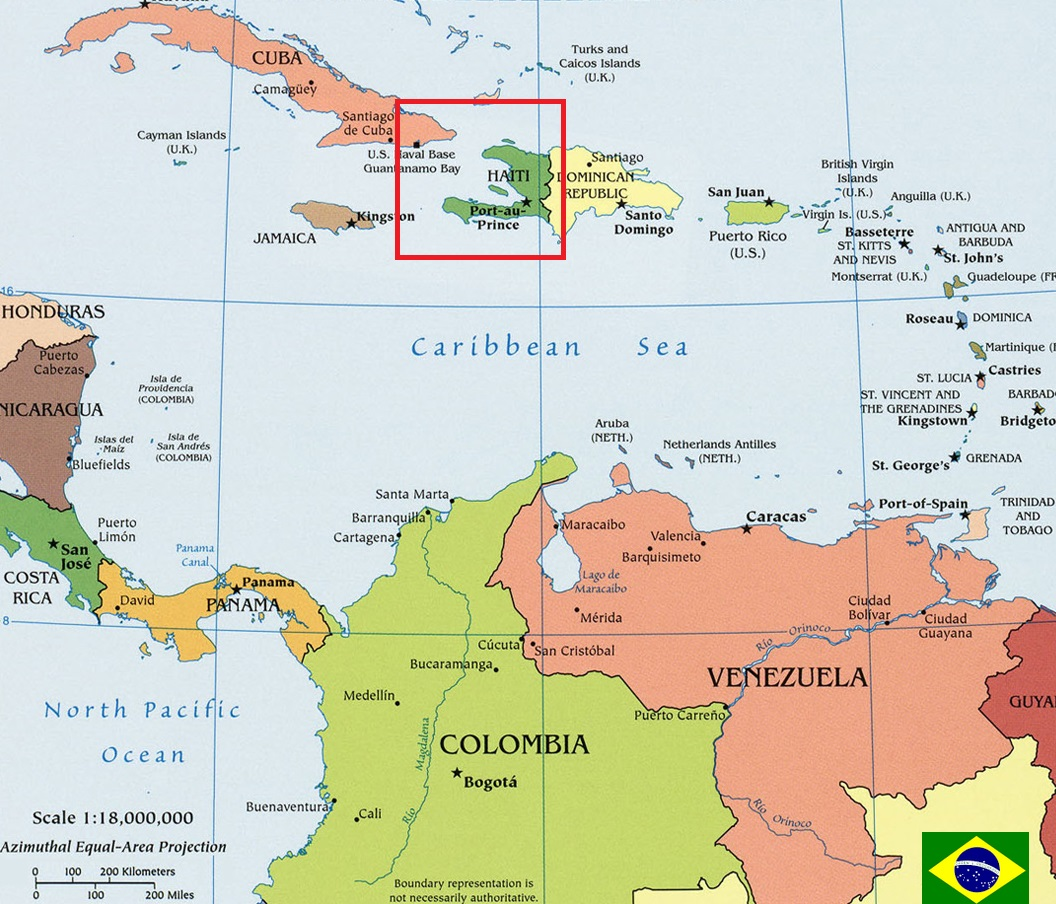 CUBA
Camagüey
Turks and
Caicos Islands
(U.K.)
Cayman Islands
(U.K.)
Santiago
de Cuba
U.S. Naval Base
Guantanamo Bay
HAITI
Port-au-
Prince
Santiago
DOMINICAN
REPUBLIC
Santo
Domingo
Kingston
JAMAICA
San Juan
Puerto Rico
(U.S.)
British Virgin
Islands
(U.K.)
Virgin Is. (U.S.)
Anguilla (U.K.)
Basseterre
ST. KITTS
AND NEVIS
ANTIGUA AND
BARBUDA
St. John's
Montserrat (U.K.)
Guadeloupe (FR
16
HONDURAS
Roseau
DOMINICA
Caribbean Sea
Puerto
Cabezas
Martinique (
Castries
ST. LUCIA
Isla de
Providencia
(COLOMBIA)
ST. VINCENT AND
THE GRENADINES
Kingstown
BARBAD
Bridgeto
NICARAGUA
Islas del
Maíz
Isla de
San Andrés
(COLOMBIA)
Bluefields
Aruba
(NETH.)
Netherlands Antilles
(NETH.)
St. George's
GRENADA
Santa Marta
Barranquilla
Cartagena
Maracaibo
Caracas
Valencia
Barquisimeto
Port-of-Spain
TRINIDAD
AND
TOBAGO
Puerto
Limón
San
José
COSTA
RICA
Panama
Canal
Panama
PANAMA
David
Lago de
Maracaibo
Mérida
Ciudad
Bolívar
Ciudad
Guayana
8
Río Orinoco
Cúcuta
San Cristóbal
Bucaramanga
VENEZUELA
Medellín
Puerto Carreño
GUYA
North Pacific
Ocean
COLOMBIA
Río Magdalena
Bogotá
Buenaventura
Cali
Río Orinoco
Scale 1:18,000,000
Azimuthal Equal-Area Projection
0 100 200 Kilometers
0 100 200 Miles
Boundary representation is
not necessarily authoritative.